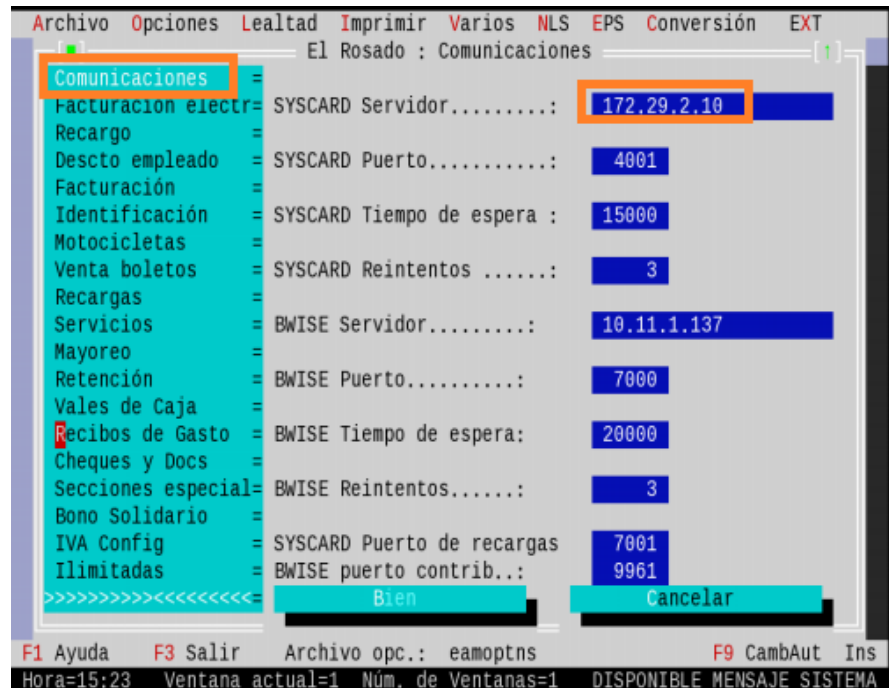 Archivo Opciones Lealtad Imprimir Varios NLS EPS Conversión EXT
[■] El Rosado : Comunicaciones [↑]
Comunicaciones =
Facturación electr= SYSCARD Servidor.........: 172.29.2.10
Recargo =
Descto empleado = SYSCARD Puerto...........: 4001
Facturación =
Identificación = SYSCARD Tiempo de espera : 15000
Motocicletas =
Venta boletos = SYSCARD Reintentos ......: 3
Recargas =
Servicios = BWISE Servidor.........: 10.11.1.137
Mayoreo =
Retención = BWISE Puerto..........: 7000
Vales de Caja =
Recibos de Gasto = BWISE Tiempo de espera: 20000
Cheques y Docs =
Secciones especial= BWISE Reintentos......: 3
Bono Solidario =
IVA Config = SYSCARD Puerto de recargas 7001
Ilimitadas = BWISE puerto contrib..: 9961
>>>>>>>>>><<<<<<<<<= Bien Cancelar
F1 Ayuda F3 Salir Archivo opc.: eamoptns F9 CambAut Ins
Hora=15:23 Ventana actual=1 Núm. de Ventanas=1 DISPONIBLE MENSAJE SISTEMA